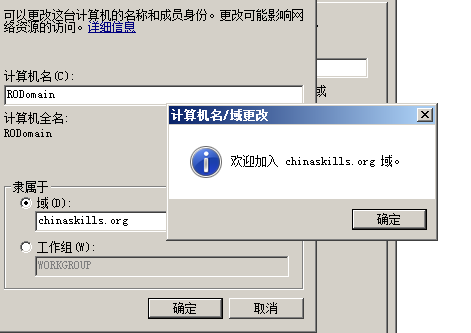 可以更改这台计算机的名称和成员身份。更改可能影响
网络资源的访问。详细信息
计算机名(C):
RODomain
计算机全名:
RODomain
或
计算机名/域更改
欢迎加入 chinaskills.org 域。
确定
隶属于
域(D):
chinaskills.org
工作组(W):
WORKGROUP
确定
取消